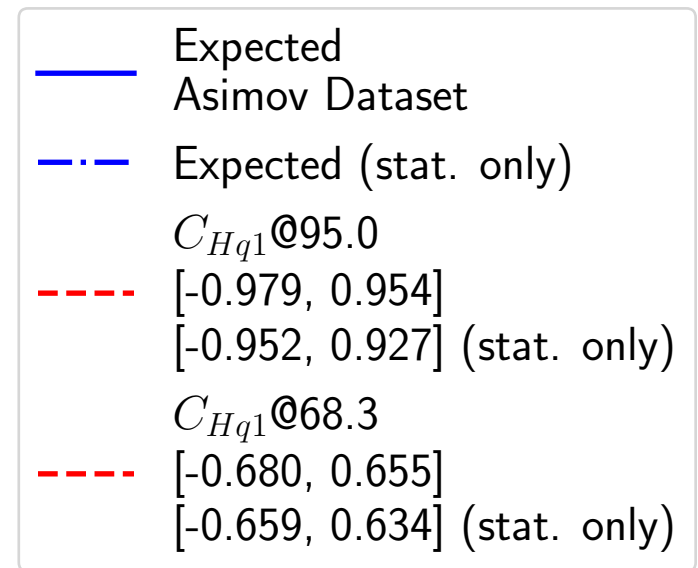 Expected
Asimov Dataset
Expected (stat. only)
C_{Hq1}@95.0
[-0.979, 0.954]
[-0.952, 0.927] (stat. only)
C_{Hq1}@68.3
[-0.680, 0.655]
[-0.659, 0.634] (stat. only)